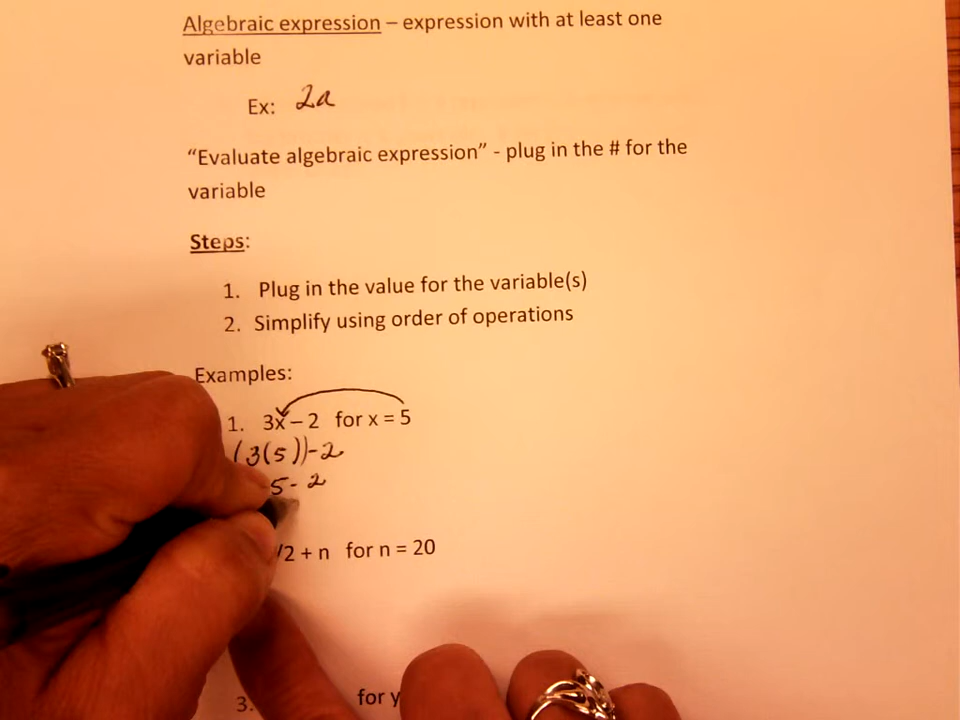 Algebraic expression – expression with at least one
variable
Ex: 2a
“Evaluate algebraic expression” - plug in the # for the
variable
Steps:
1. Plug in the value for the variable(s)
2. Simplify using order of operations
Examples:
1. 3x – 2 for x = 5
(3(5))-2
5- 2
/2 + n for n = 20
3. for y